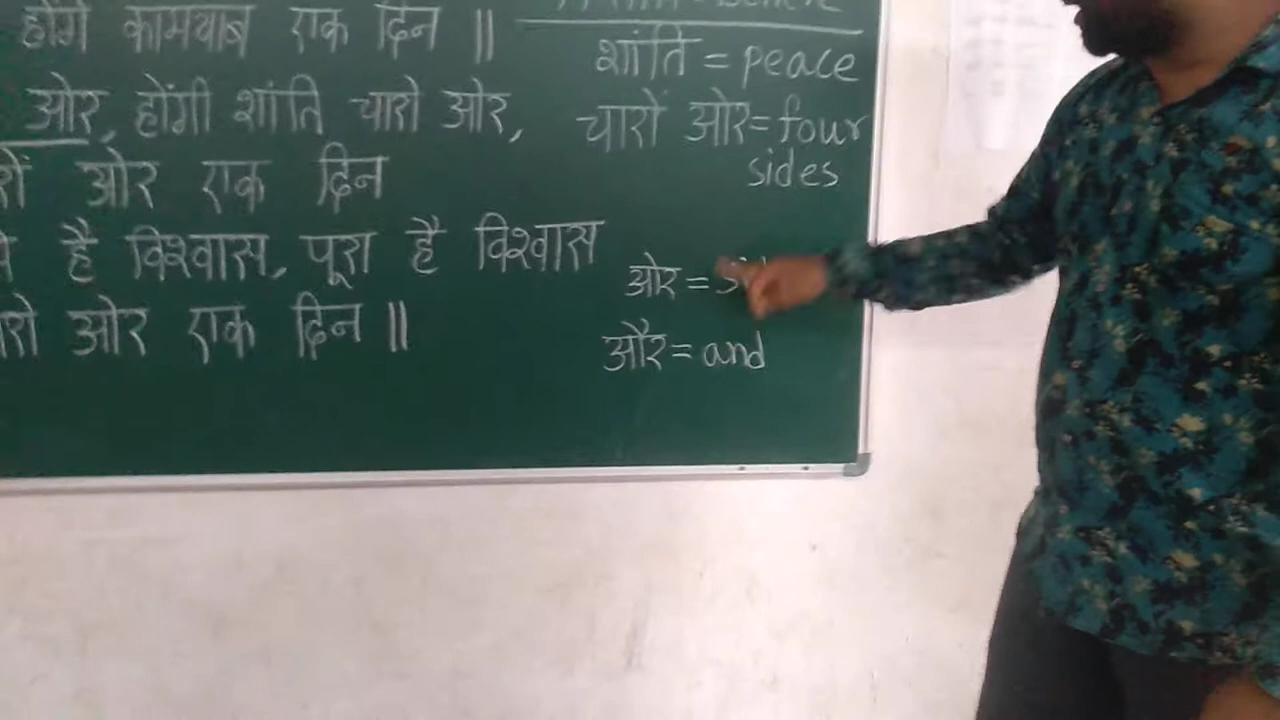 होंगे कामयाब एक दिन ||
ओर, होंगी शांति चारो ओर,
ओर एक दिन
है विश्वास, पूरा है विश्वास
ओर एक दिन ||
शांति = peace
चारों ओर = four
sides
ओर =
और = and